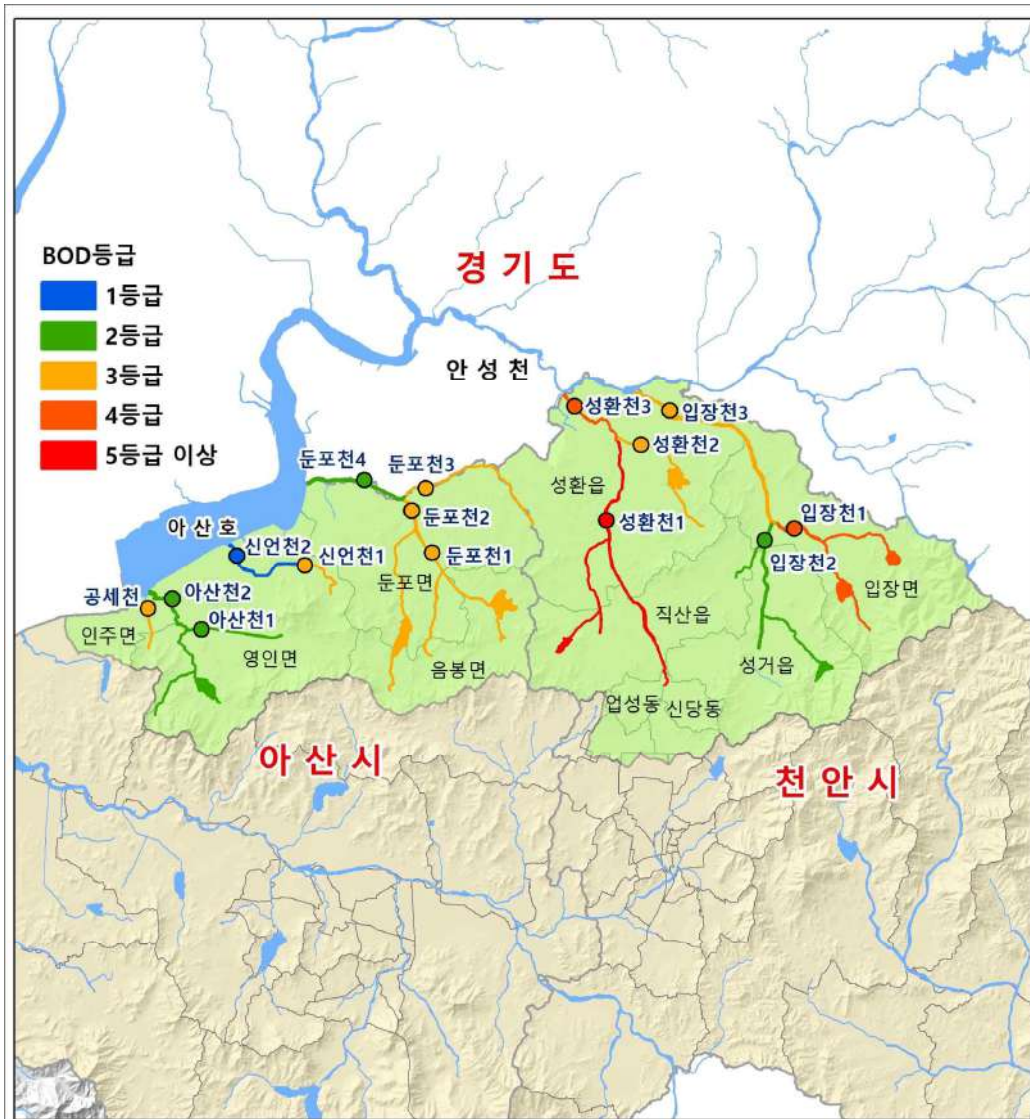 경기도
BOD등급
1등급
2등급
3등급
4등급
5등급 이상
안성천
성환천3
입장천3
성환천2
둔포천4
둔포천3
성환읍
둔포천2
성환천1
입장천1
아산호
신언천2
신언천1
둔포천1
입장천2
둔포면
입장면
공세천
아산천2
아산천1
인주면
영인면
직산읍
음봉면
성거읍
업성동
신당동
아산시
천안시